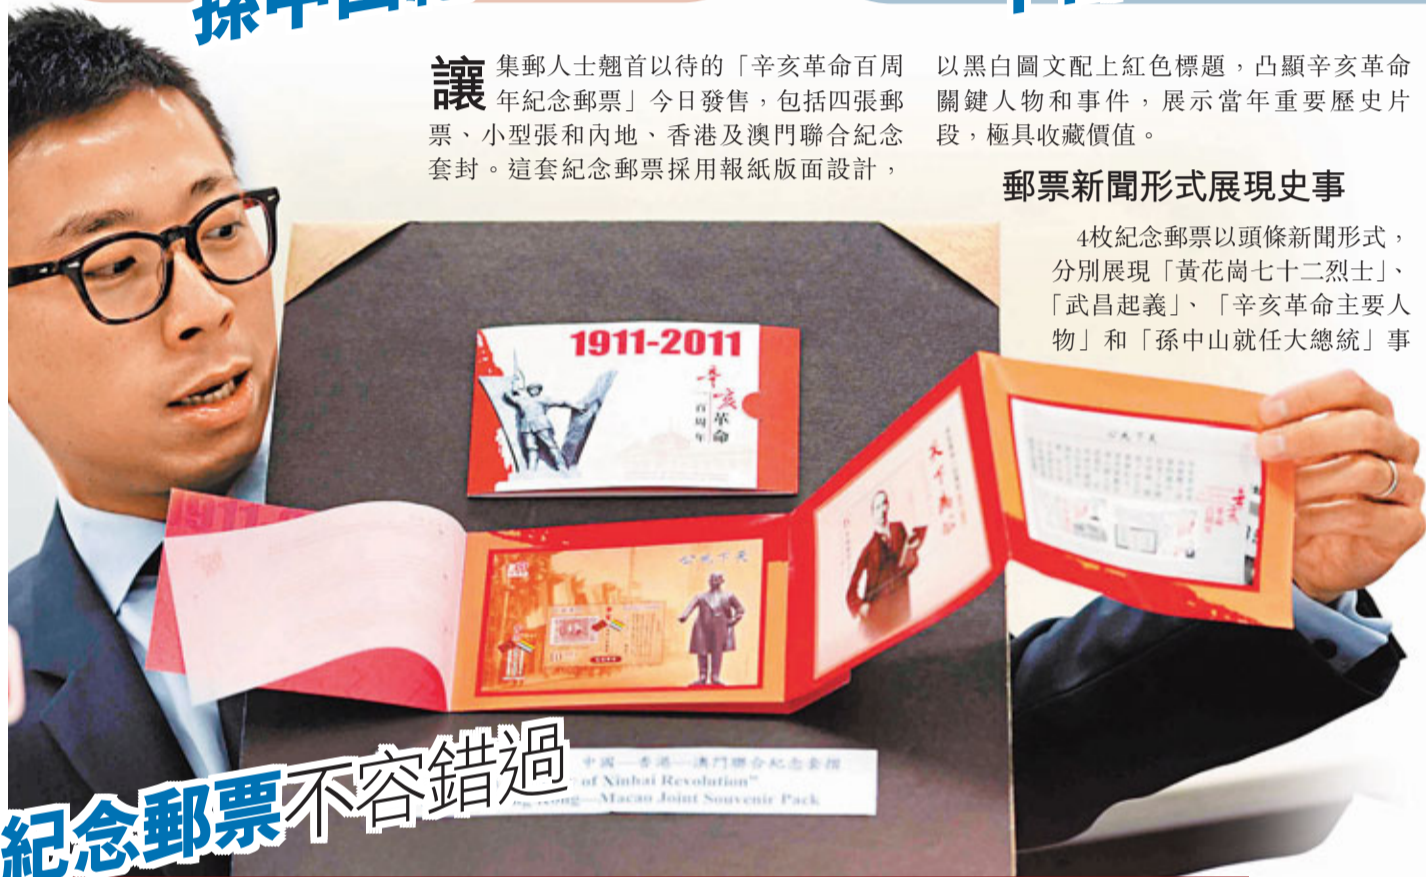 讓集郵人士翹首以待的「辛亥革命百周
年紀念郵票」今日發售，包括四張郵
票、小型張和內地、香港及澳門聯合紀念
套封。這套紀念郵票採用報紙版面設計，
以黑白圖文配上紅色標題，凸顯辛亥革命
關鍵人物和事件，展示當年重要歷史片
段，極具收藏價值。
郵票新聞形式展現史事
4枚紀念郵票以頭條新聞形式，
分別展現「黃花崗七十二烈士」、
「武昌起義」、「辛亥革命主要人
物」和「孫中山就任大總統」事
1911-2011
辛亥
革命
一百周年
公為下天
中國—香港—澳門聯合紀念套摺
of Xinhai Revolution"
Kong—Macau Joint Souvenir Pack
紀念郵票不容錯過